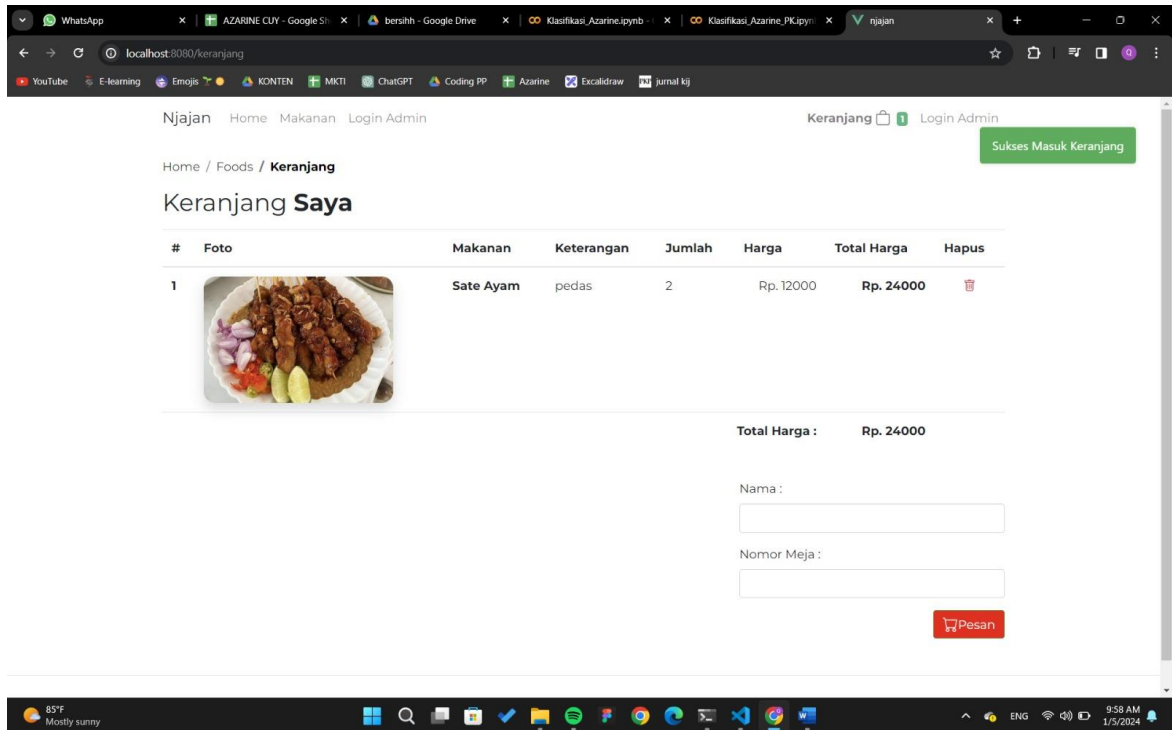 WhatsApp
AZARINE CUY - Google Sh
bersihh - Google Drive
Klasifikasi_Azarine.ipynb -
Klasifikasi_Azarine_PK.ipyn
njajan
localhost:8080/keranjang
YouTube E-learning Emojis KONTEN MKTI ChatGPT Coding PP Azarine Excalidraw jurnal kij
Njajan Home Makanan Login Admin Keranjang 1 Login Admin
Sukses Masuk Keranjang
Home / Foods / Keranjang
Keranjang Saya
# Foto Makanan Keterangan Jumlah Harga Total Harga Hapus
1 Sate Ayam pedas 2 Rp. 12000 Rp. 24000
Total Harga : Rp. 24000
Nama :
Nomor Meja :
Pesan
85°F
Mostly sunny
ENG
9:58 AM
1/5/2024